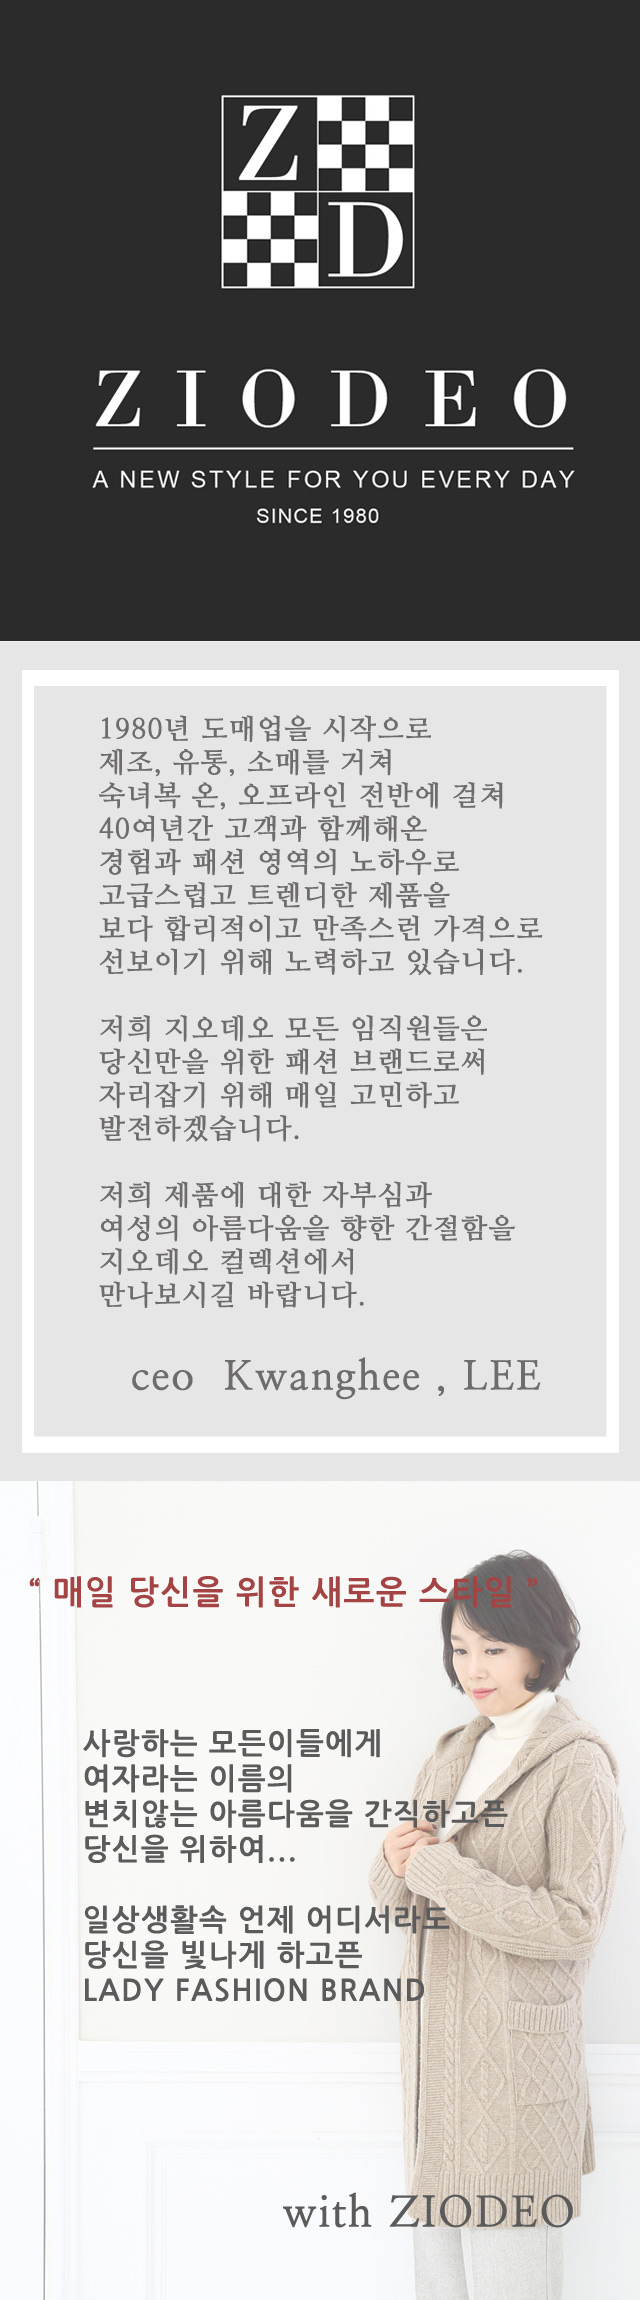 Z
D
ZIODEO
A NEW STYLE FOR YOU EVERY DAY
SINCE 1980
1980년 도매업을 시작으로
제조, 유통, 소매를 거쳐
숙녀복 온, 오프라인 전반에 걸쳐
40여년간 고객과 함께해온
경험과 패션 영역의 노하우로
고급스럽고 트렌디한 제품을
보다 합리적이고 만족스런 가격으로
선보이기 위해 노력하고 있습니다.
저희 지오데오 모든 임직원들은
당신만을 위한 패션 브랜드로써
자리잡기 위해 매일 고민하고
발전하겠습니다.
저희 제품에 대한 자부심과
여성의 아름다움을 향한 간절함을
지오데오 컬렉션에서
만나보시길 바랍니다.
ceo Kwanghee , LEE
“ 매일 당신을 위한 새로운 스타일 ”
사랑하는 모든이들에게
여자라는 이름의
변치않는 아름다움을 간직하고픈
당신을 위하여...
일상생활속 언제 어디서라도
당신을 빛나게 하고픈
LADY FASHION BRAND
with ZIODEO